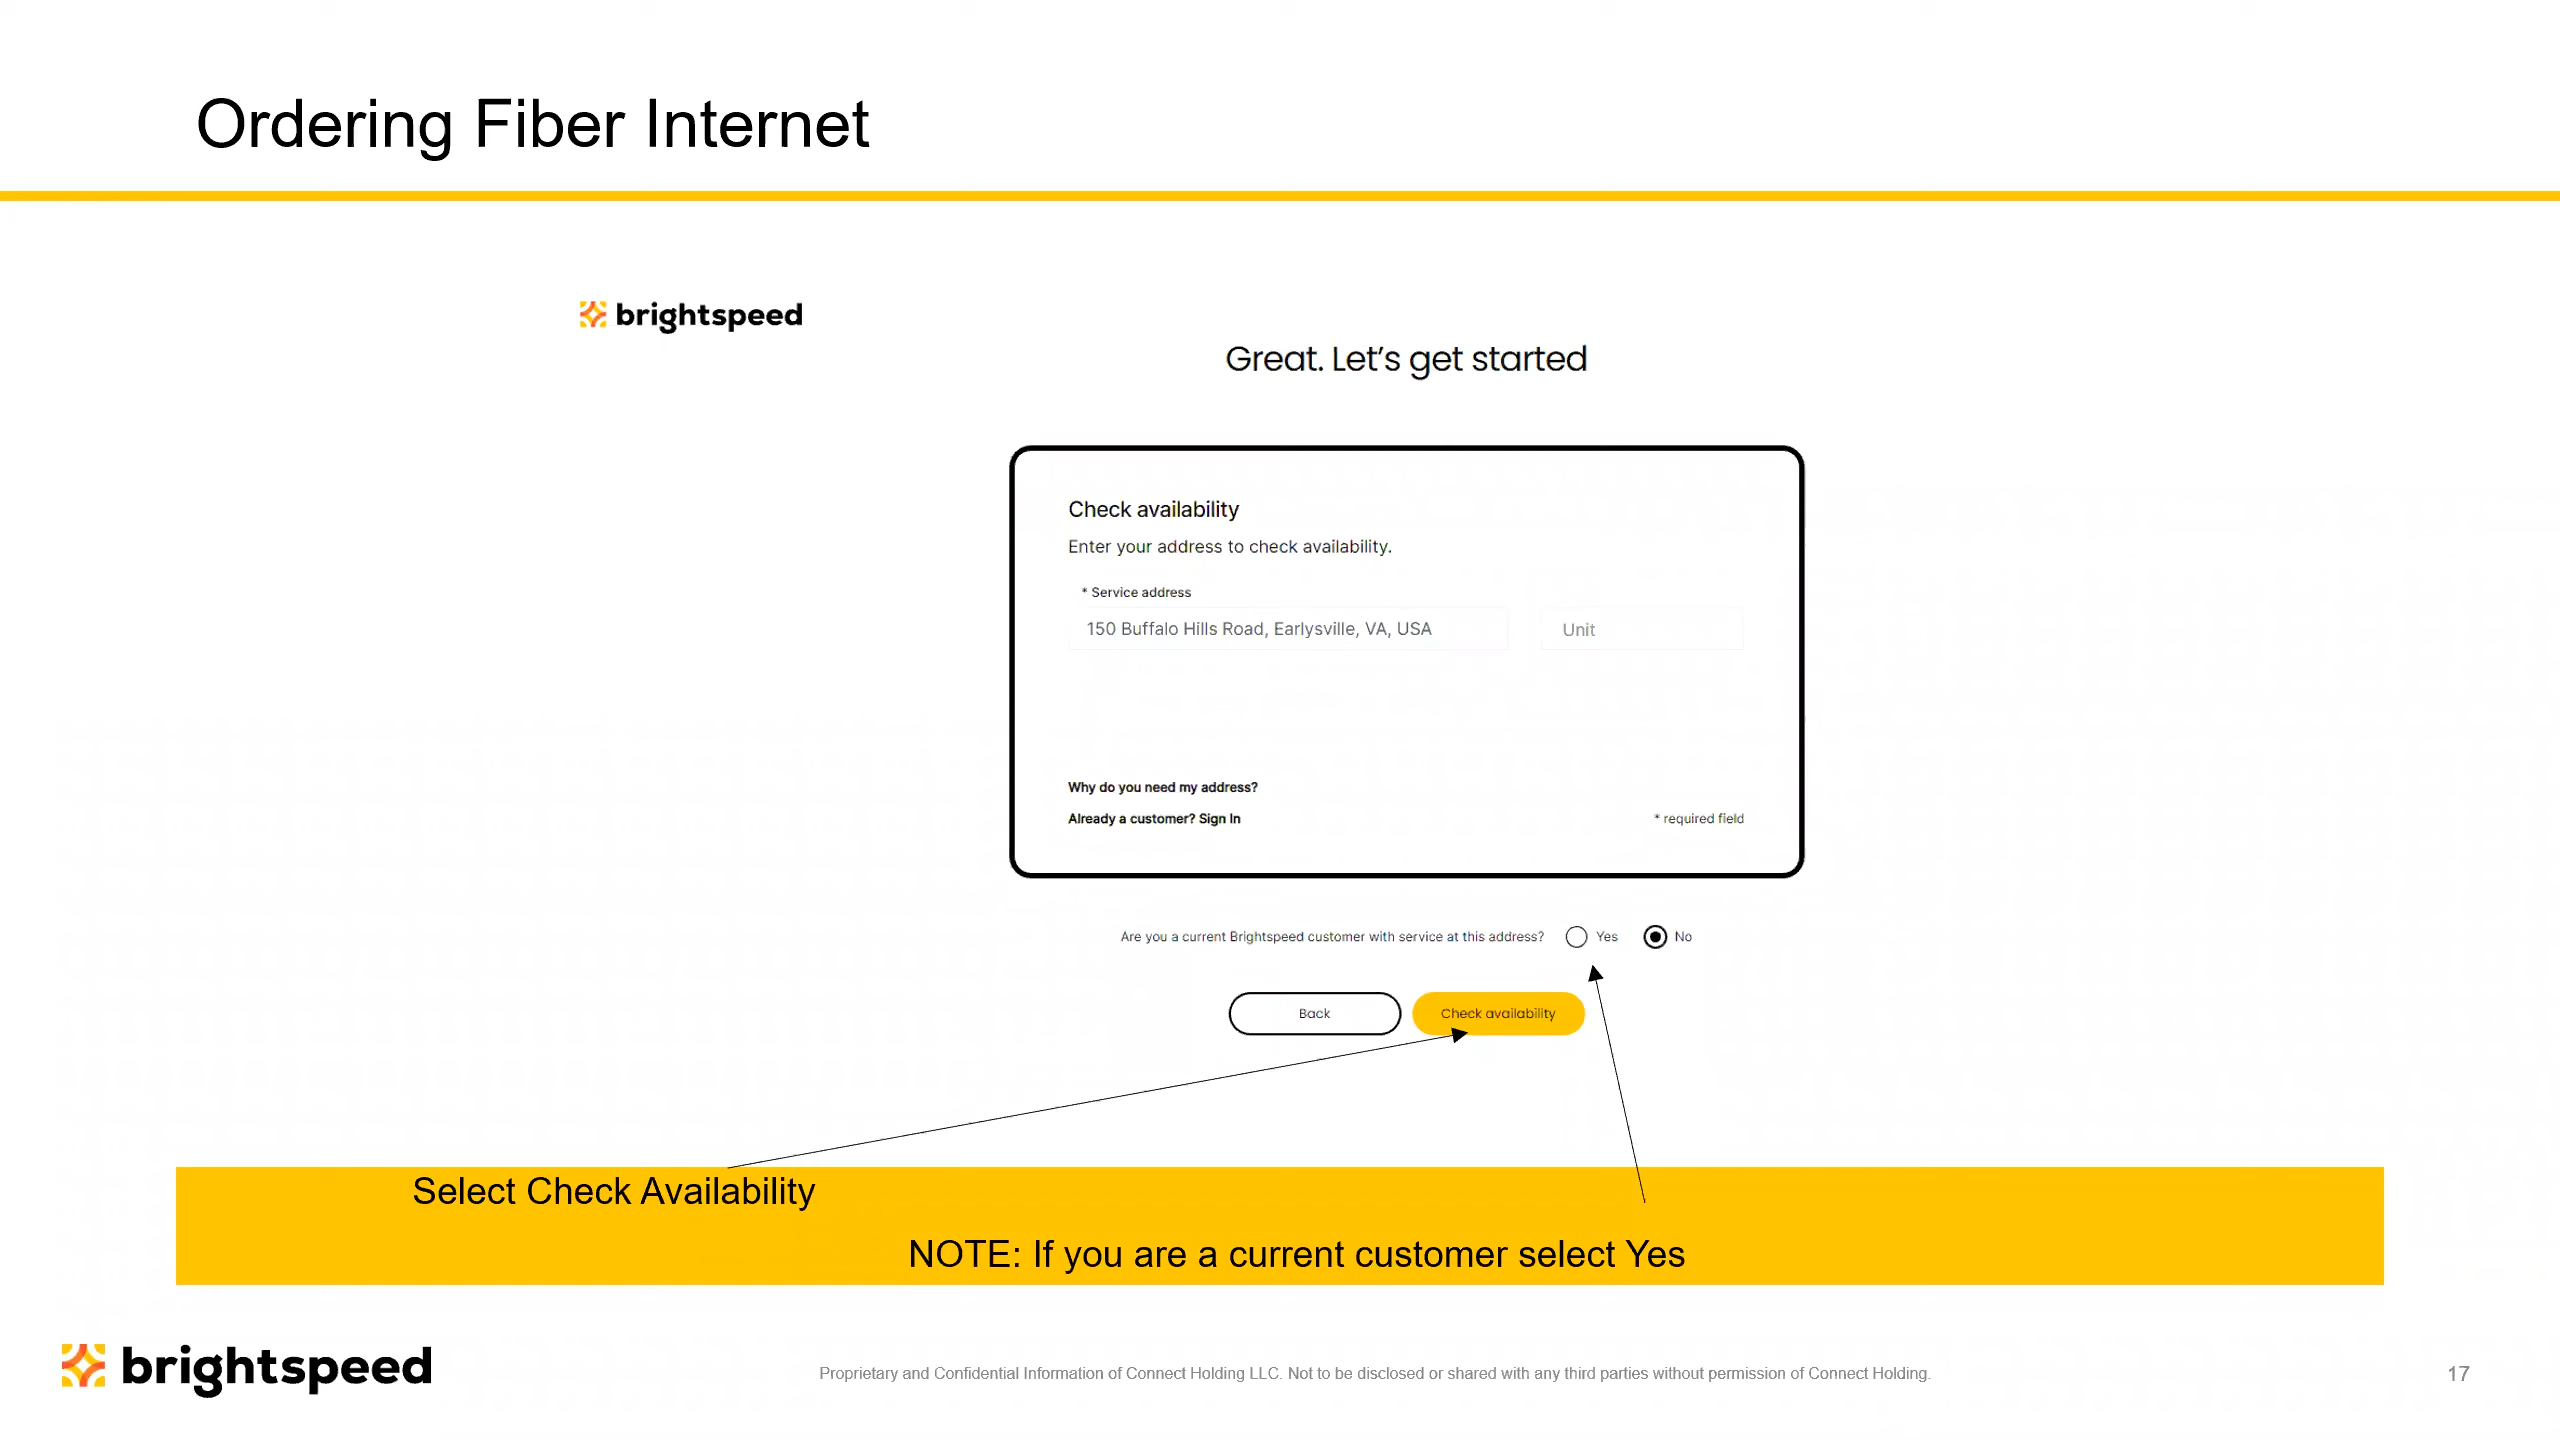 Ordering Fiber Internet
brightspeed
Great. Let's get started
Check availability
Enter your address to check availability.
* Service address
150 Buffalo Hills Road, Earlysville, VA, USA
Unit
Why do you need my address?
Already a customer? Sign In
* required field
Are you a current Brightspeed customer with service at this address? Yes No
Back
Check availability
Select Check Availability
NOTE: If you are a current customer select Yes
brightspeed
Proprietary and Confidential Information of Connect Holding LLC. Not to be disclosed or shared with any third parties without permission of Connect Holding.
17